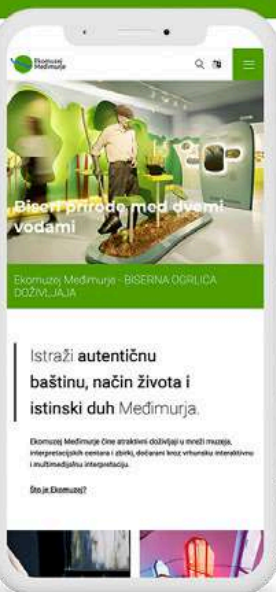 Ekomuzej
Međimurje
Biseri prirode med dvemi
vodami
Ekomuzej Međimurje - BISERNA OGRLICA
DOŽIVLJAJA
Istraži autentičnu
baštinu, način života i
istinski duh Međimurja.
Ekomuzej Međimurje čine atraktivni doživljaji u mreži muzeja,
interpretacijskih centara i zbirki, dočarani kroz vrhunsku interaktivnu
i multimedijalnu interpretaciju.
Što je Ekomuzej?